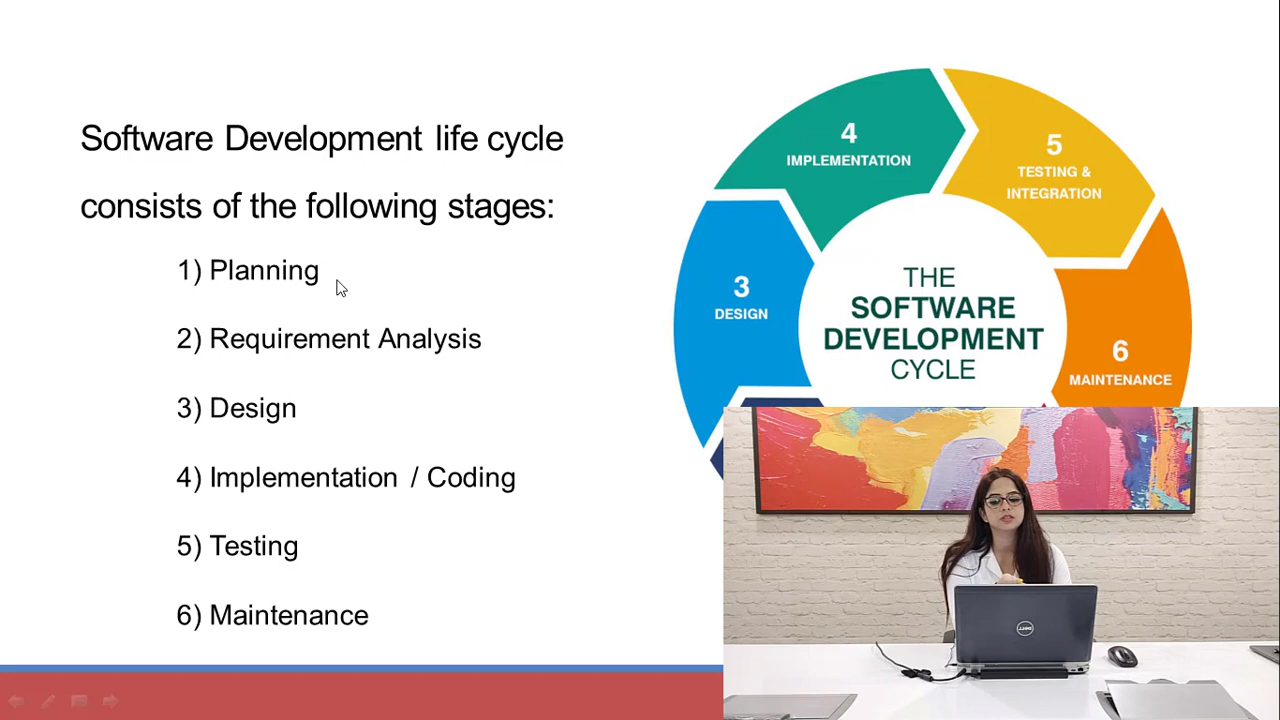 Software Development life cycle
consists of the following stages:
1) Planning
2) Requirement Analysis
3) Design
4) Implementation / Coding
5) Testing
6) Maintenance
4
IMPLEMENTATION
5
TESTING &
INTEGRATION
3
DESIGN
THE
SOFTWARE
DEVELOPMENT
CYCLE
6
MAINTENANCE
DELL